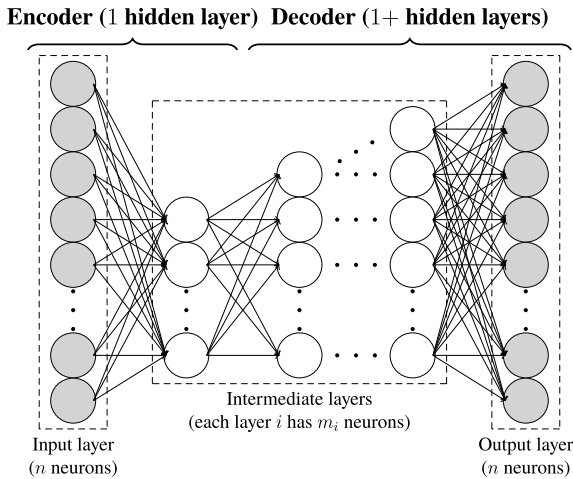 Encoder (1 hidden layer) Decoder (1+ hidden layers)
Intermediate layers
(each layer i has mᵢ neurons)
Input layer
(n neurons)
Output layer
(n neurons)